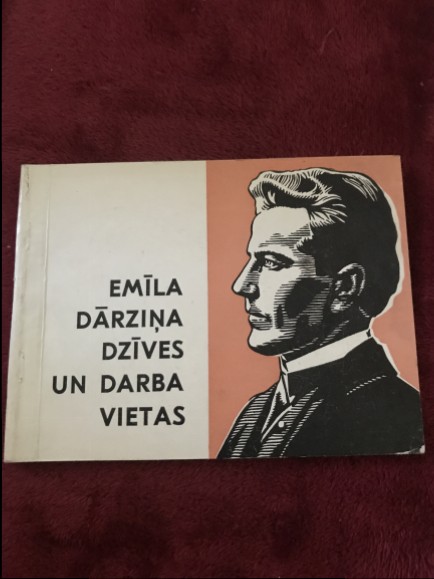 EMĪLA
DĀRZIŅA
DZĪVES
UN DARBA
VIETAS